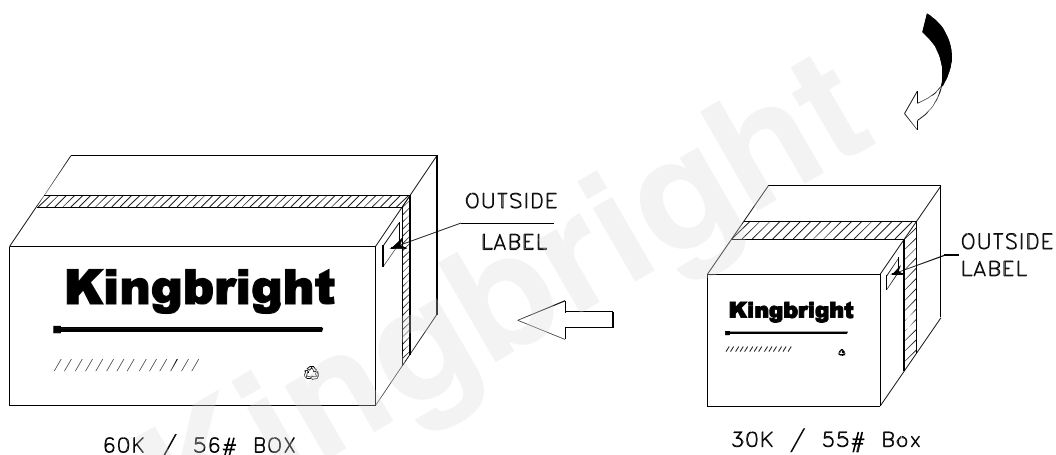 OUTSIDE
LABEL
Kingbright
60K / 56# BOX
OUTSIDE
LABEL
Kingbright
30K / 55# Box
Kingbright